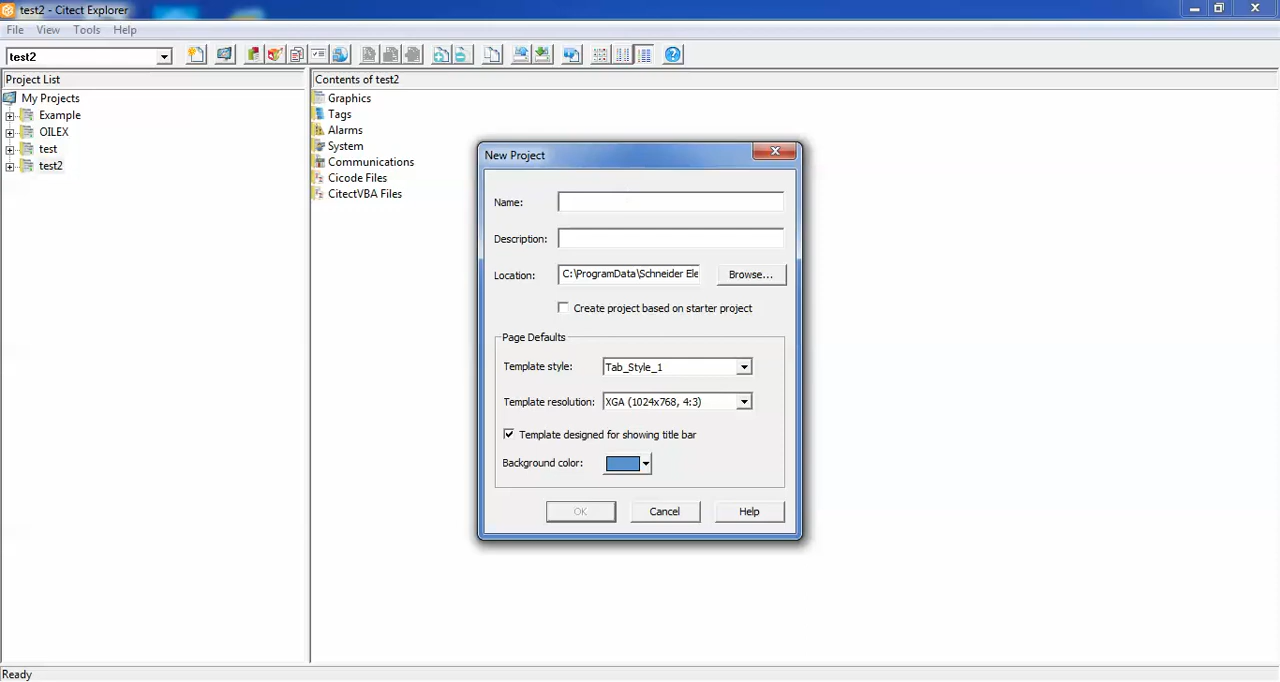 test2 - Citect Explorer
File View Tools Help
test2
Project List
Contents of test2
My Projects
Example
OILEX
test
test2
Graphics
Tags
Alarms
System
Communications
Cicode Files
CitectVBA Files
New Project
Name:
Description:
Location: C:\ProgramData\Schneider Ele Browse...
Create project based on starter project
Page Defaults
Template style: Tab_Style_1
Template resolution: XGA (1024x768, 4:3)
Template designed for showing title bar
Background color:
OK Cancel Help
Ready